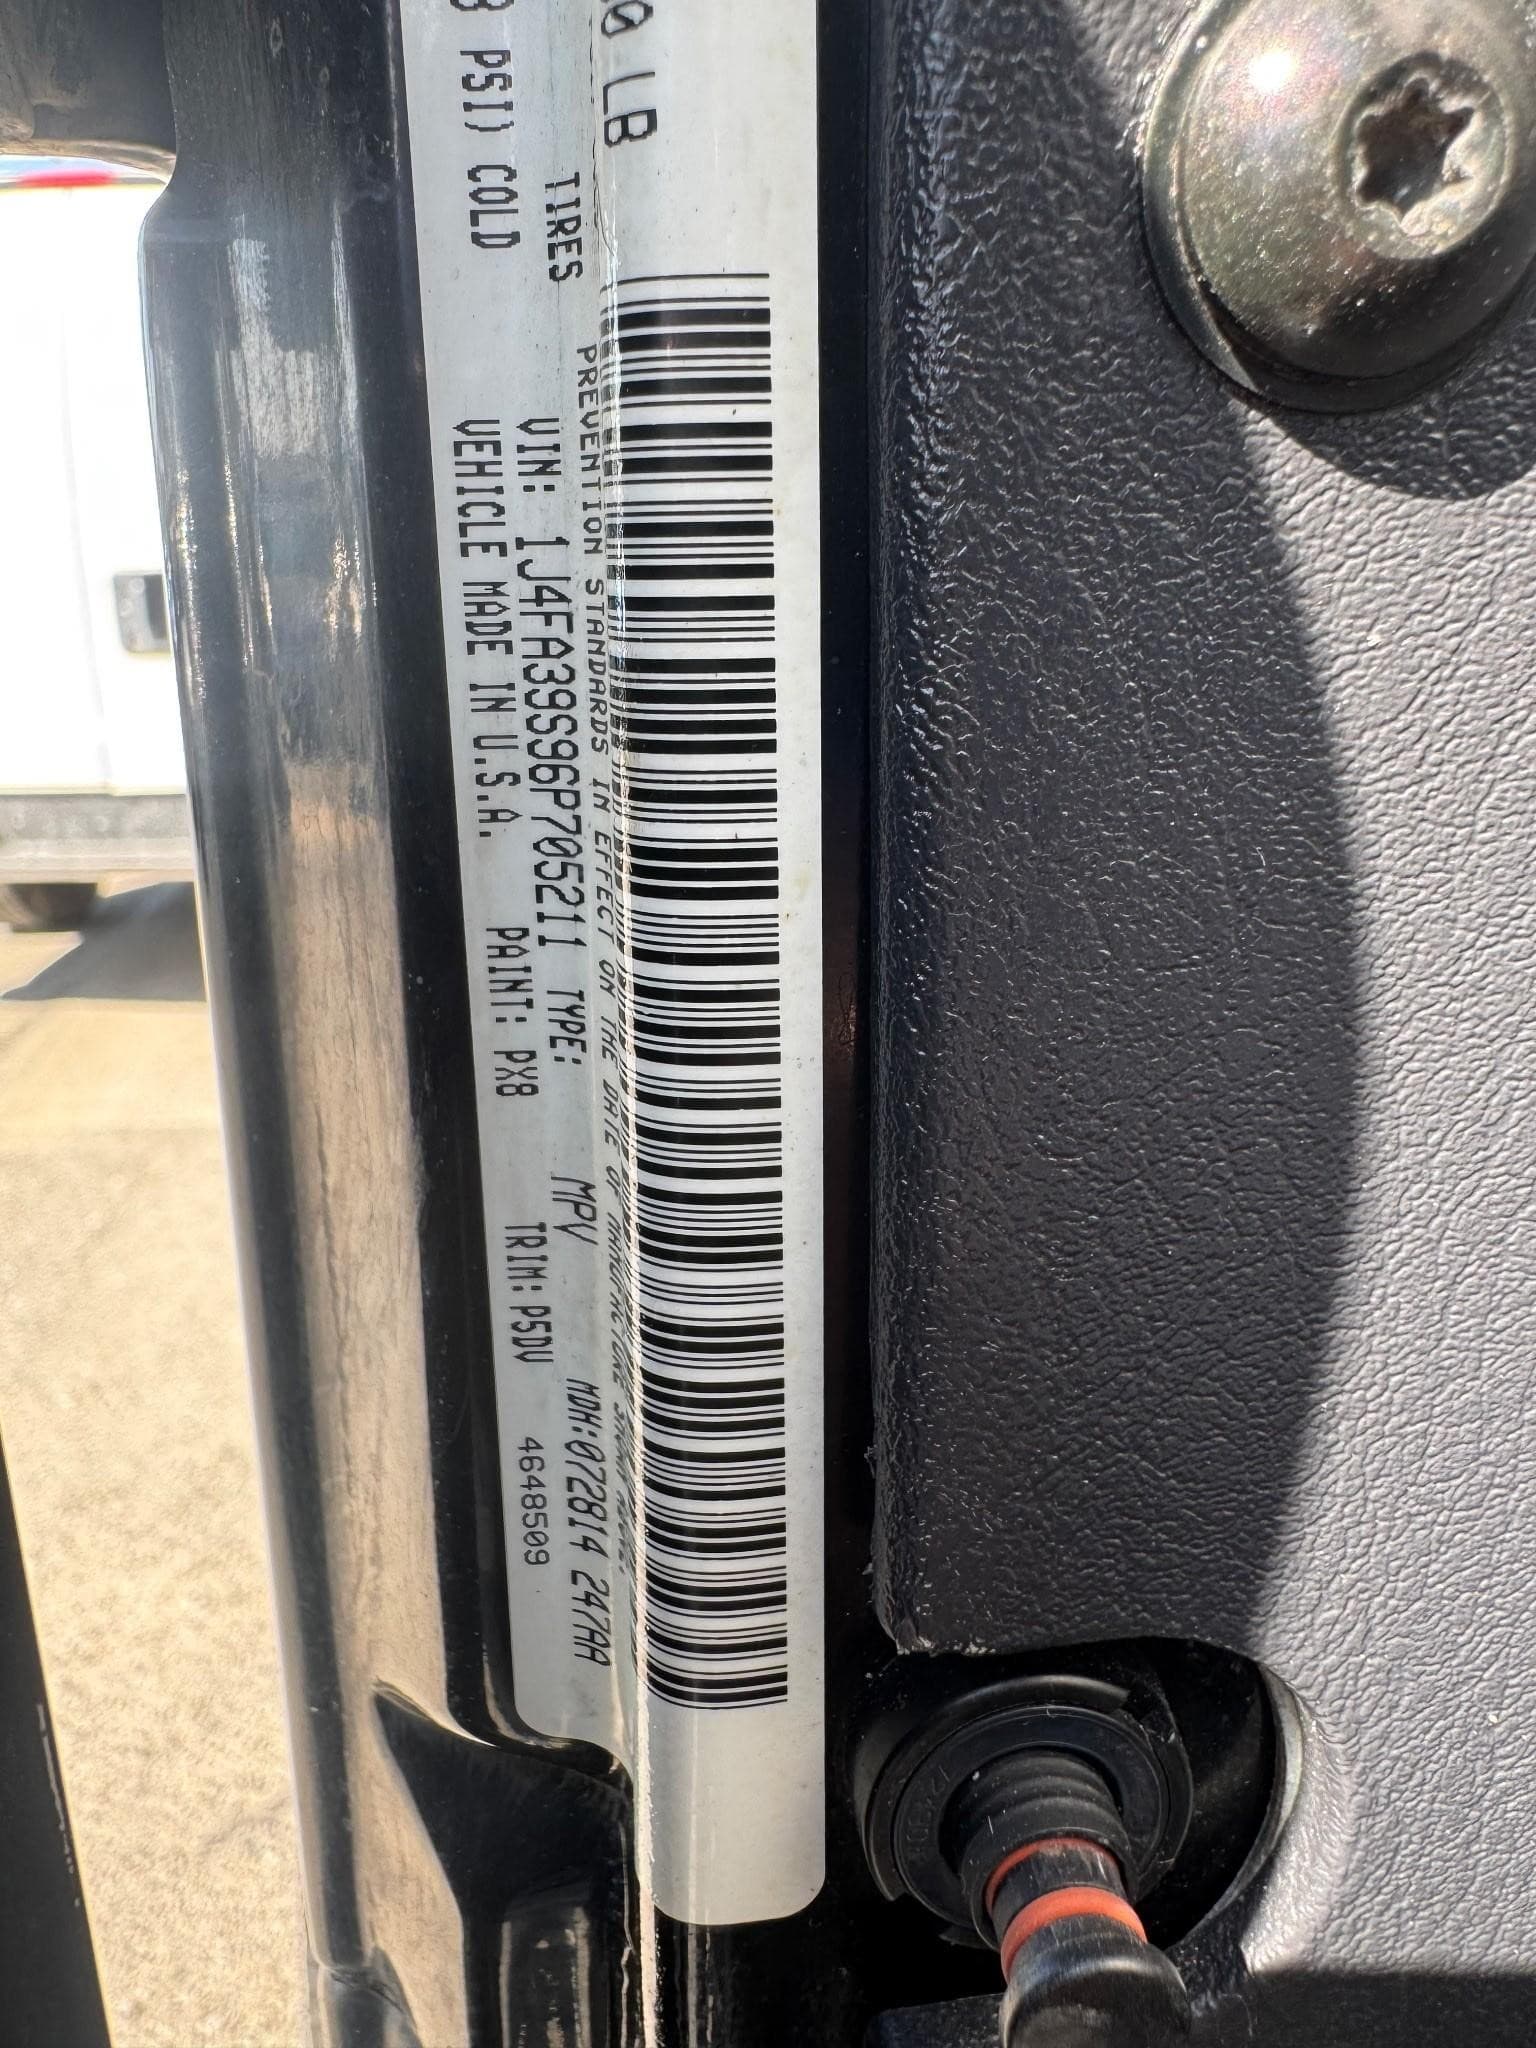 0 LB
PREVENTION STANDARDS IN EFFECT ON THE DATE OF MANUFACTURE SHOWN ABOVE.
TIRES
VIN: 1J4FA39S96P705211 TYPE: MPV MDH:072814 247AA
PSI) COLD
VEHICLE MADE IN U.S.A. PAINT: PX8 TRIM: P5DV 4648509